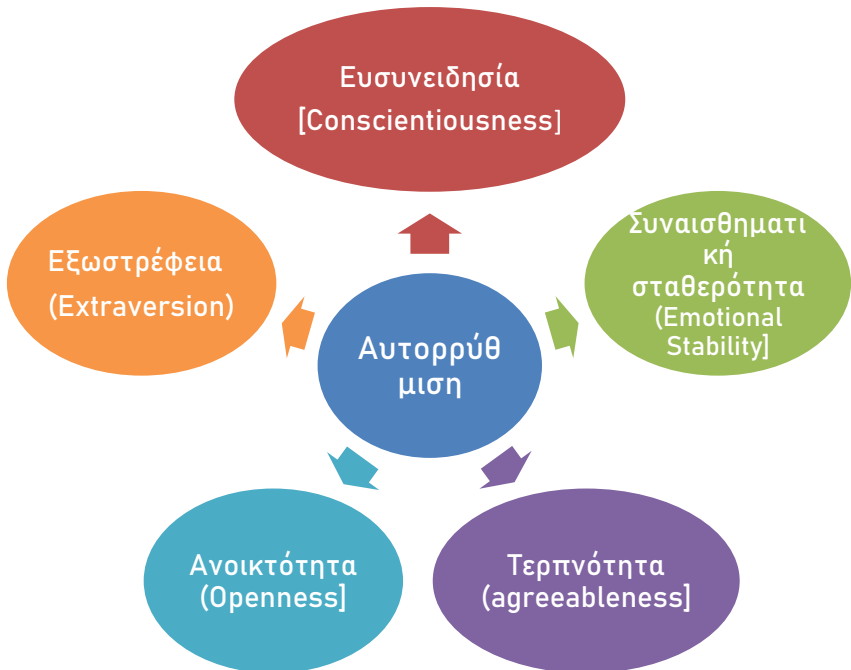 Ευσυνειδησία
[Conscientiousness]
Συναισθηματι
κή
σταθερότητα
(Emotional
Stability]
Εξωστρέφεια
(Extraversion)
Αυτορρύθ
μιση
Ανοικτότητα
(Openness]
Τερπνότητα
(agreeableness]